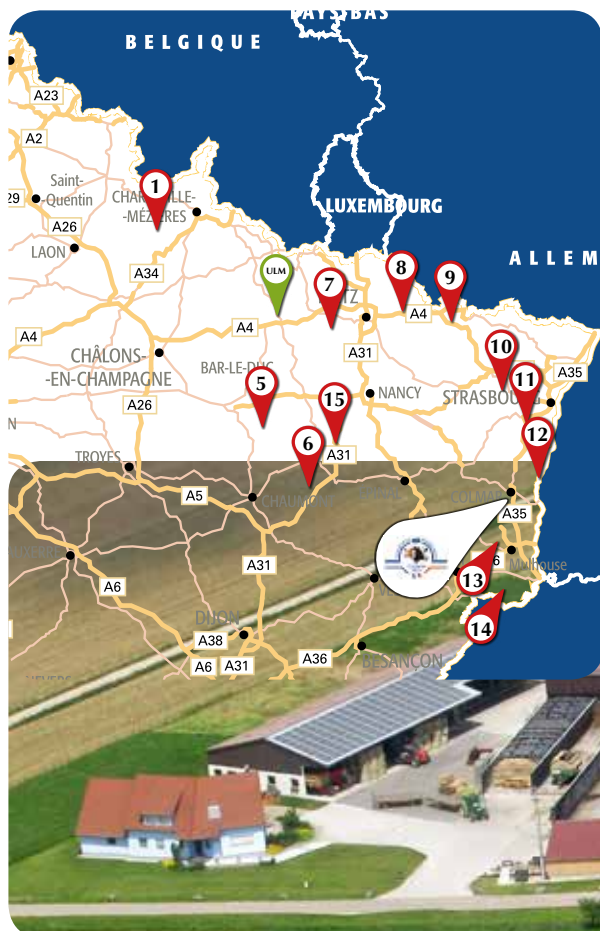 PAYS-BAS
BELGIQUE
A23
A2
LUXEMBOURG
ALLEM
Saint-
-Quentin
1
CHARLEVILLE-
-MÉZIÈRES
29
A26
LAON
A34
ULM
7
METZ
8
9
A4
A4
A4
CHÂLONS-
-EN-CHAMPAGNE
A31
10
A35
BAR-LE-DUC
5
15
NANCY
11
STRASBOURG
A26
N
6
12
TROYES
A31
A5
CHAUMONT
COLMAR
A35
AUXERRE
A31
A6
Mulhouse
13
DIJON
14
A38
A6
A31
A36
BESANÇON
NEVERS